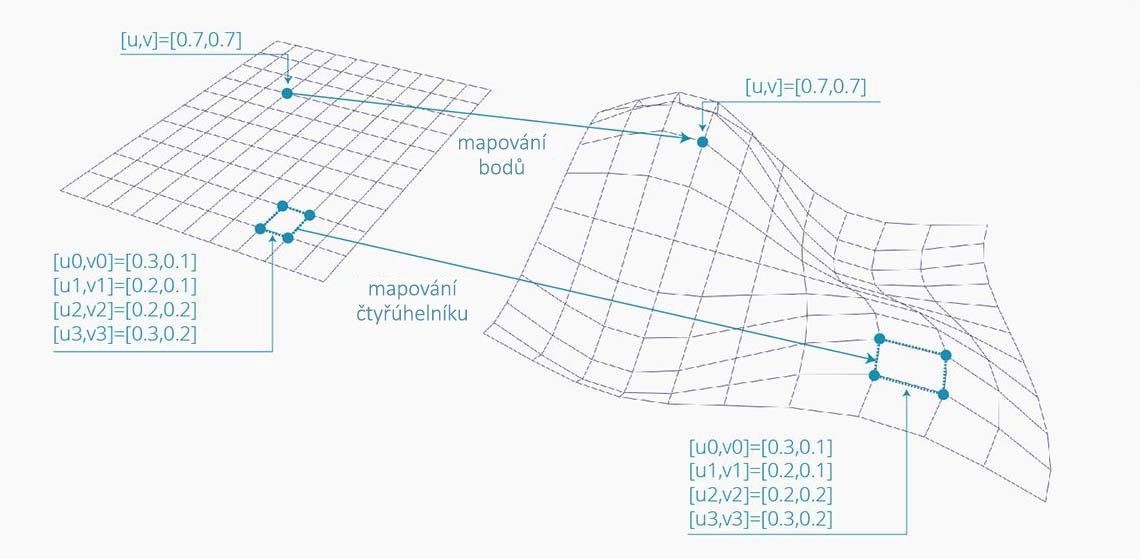 [u,v]=[0.7,0.7]
[u,v]=[0.7,0.7]
mapování
bodů
[u0,v0]=[0.3,0.1]
[u1,v1]=[0.2,0.1]
[u2,v2]=[0.2,0.2]
[u3,v3]=[0.3,0.2]
mapování
čtyřúhelníku
[u0,v0]=[0.3,0.1]
[u1,v1]=[0.2,0.1]
[u2,v2]=[0.2,0.2]
[u3,v3]=[0.3,0.2]